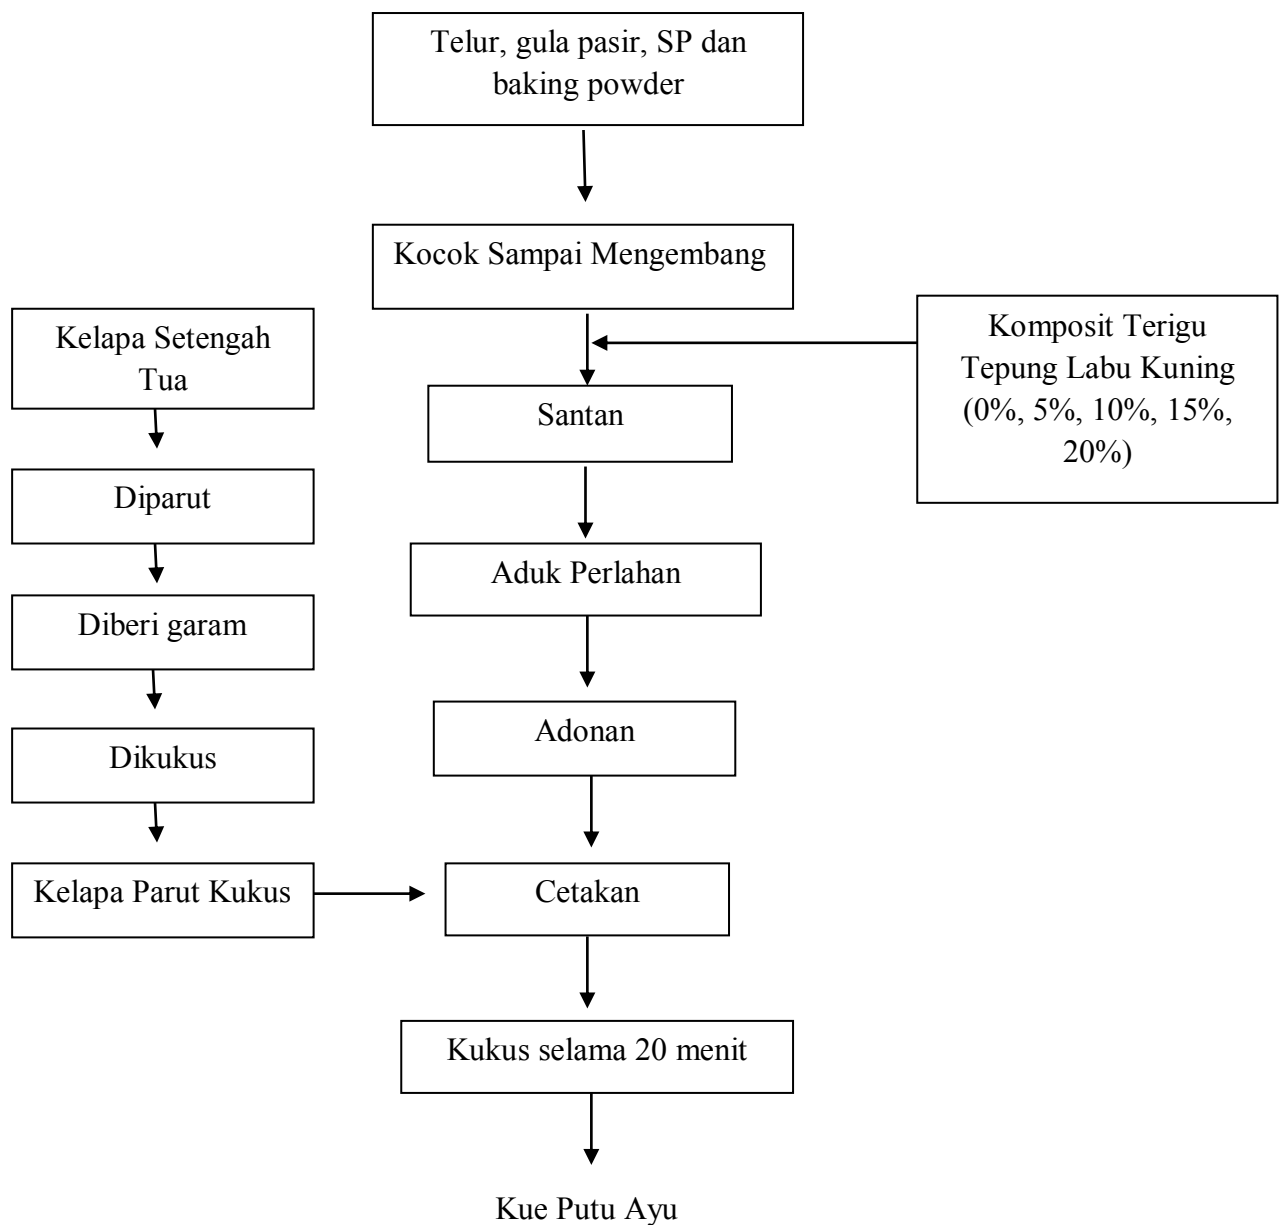 Telur, gula pasir, SP dan
baking powder
Kocok Sampai Mengembang
Kelapa Setengah
Tua
Komposit Terigu
Tepung Labu Kuning
(0%, 5%, 10%, 15%,
20%)
Santan
Diparut
Aduk Perlahan
Diberi garam
Adonan
Dikukus
Kelapa Parut Kukus
Cetakan
Kukus selama 20 menit
Kue Putu Ayu